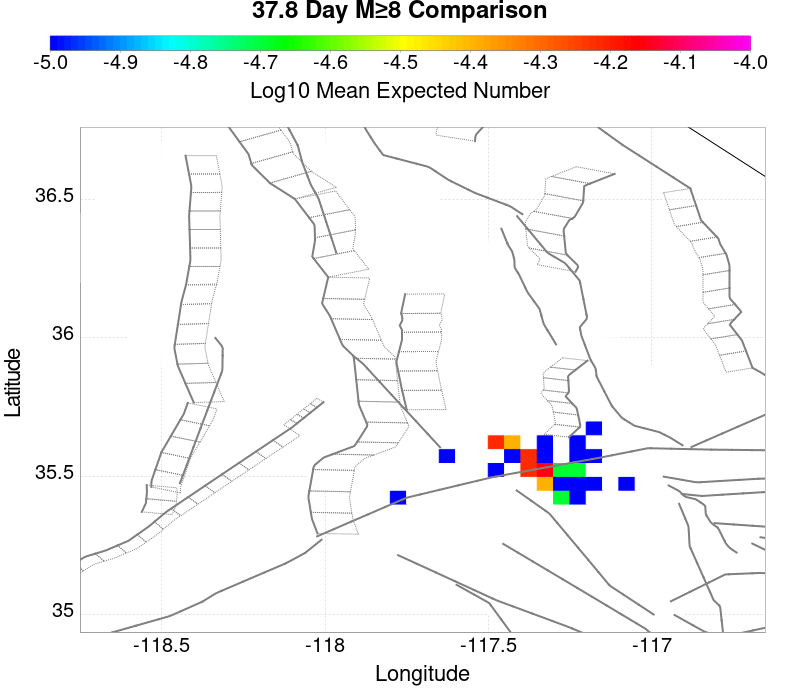 37.8 Day M≥8 Comparison
-5.0 -4.9 -4.8 -4.7 -4.6 -4.5 -4.4 -4.3 -4.2 -4.1 -4.0
Log10 Mean Expected Number
36.5
36
35.5
35
Latitude
-118.5 -118 -117.5 -117
Longitude